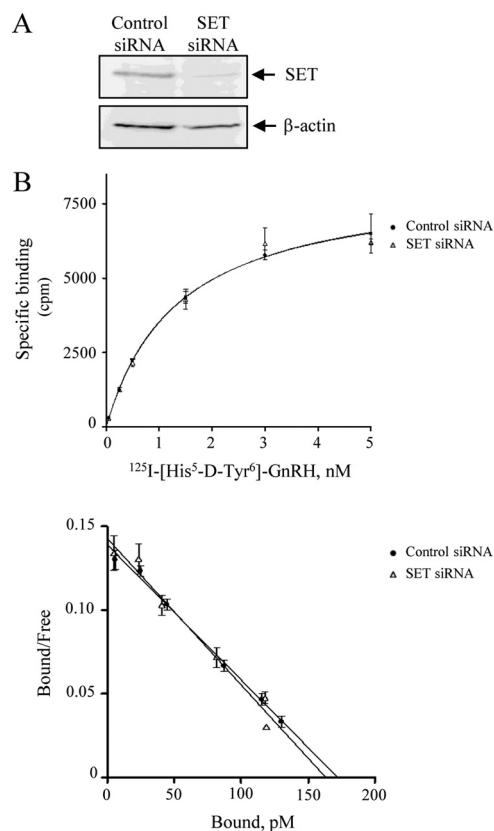 A
Control siRNA
SET siRNA
SET
β-actin
B
7500
5000
2500
0
Specific binding (cpm)
0 1 2 3 4 5
¹²⁵I-[His⁵-D-Tyr⁶]-GnRH, nM
Control siRNA
SET siRNA
0.15
0.10
0.05
0
Bound/Free
0 50 100 150 200
Bound, pM
Control siRNA
SET siRNA